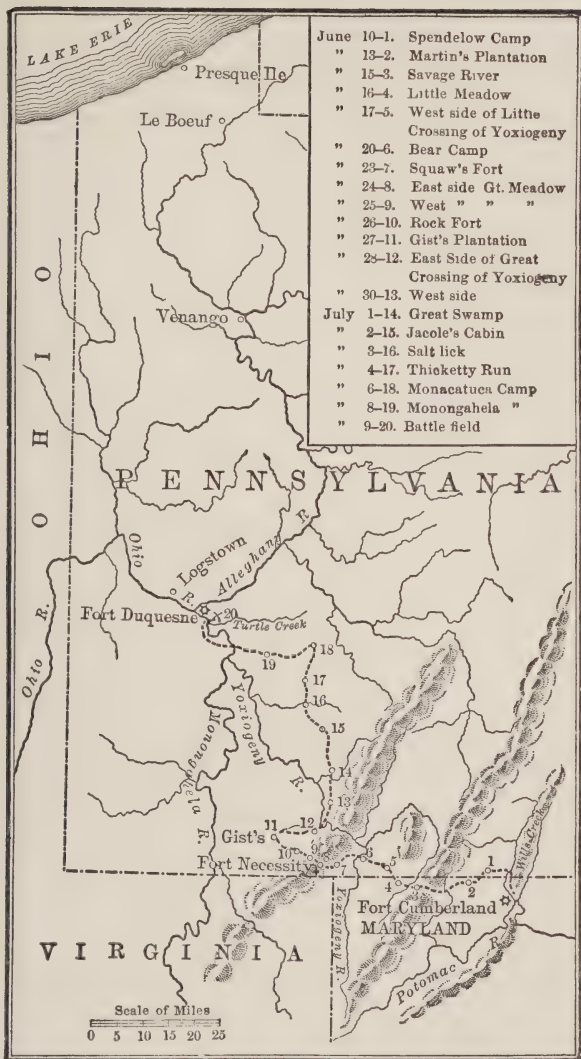 LAKE ERIE
Presque Ile
Le Boeuf
Venango
June 10–1. Spendelow Camp
" 13–2. Martin's Plantation
" 15–3. Savage River
" 16–4. Little Meadow
" 17–5. West side of Little
Crossing of Yoxiogeny
" 20–6. Bear Camp
" 23–7. Squaw's Fort
" 24–8. East side Gt. Meadow
" 25–9. West " " "
" 26–10. Rock Fort
" 27–11. Gist's Plantation
" 28–12. East Side of Great
Crossing of Yoxiogeny
" 30–13. West side
July 1–14. Great Swamp
" 2–15. Jacole's Cabin
" 3–16. Salt lick
" 4–17. Thicketty Run
" 6–18. Monacatuca Camp
" 8–19. Monongahela "
" 9–20. Battle field
OHIO
PENNSYLVANIA
Ohio
R.
Logstown
Alleghany R.
Fort Duquesne
X20
Turtle Creek
Ohio R.
19
18
17
16
15
14
13
Yoxiogeny R.
Monongahela R.
11
12
Gist's
10
9
8
7
6
5
4
3
2
1
Fort Necessity
Will's Creek
Fort Cumberland
MARYLAND
VIRGINIA
Yoxiogeny R.
Potomac R.
Scale of Miles
0 5 10 15 20 25